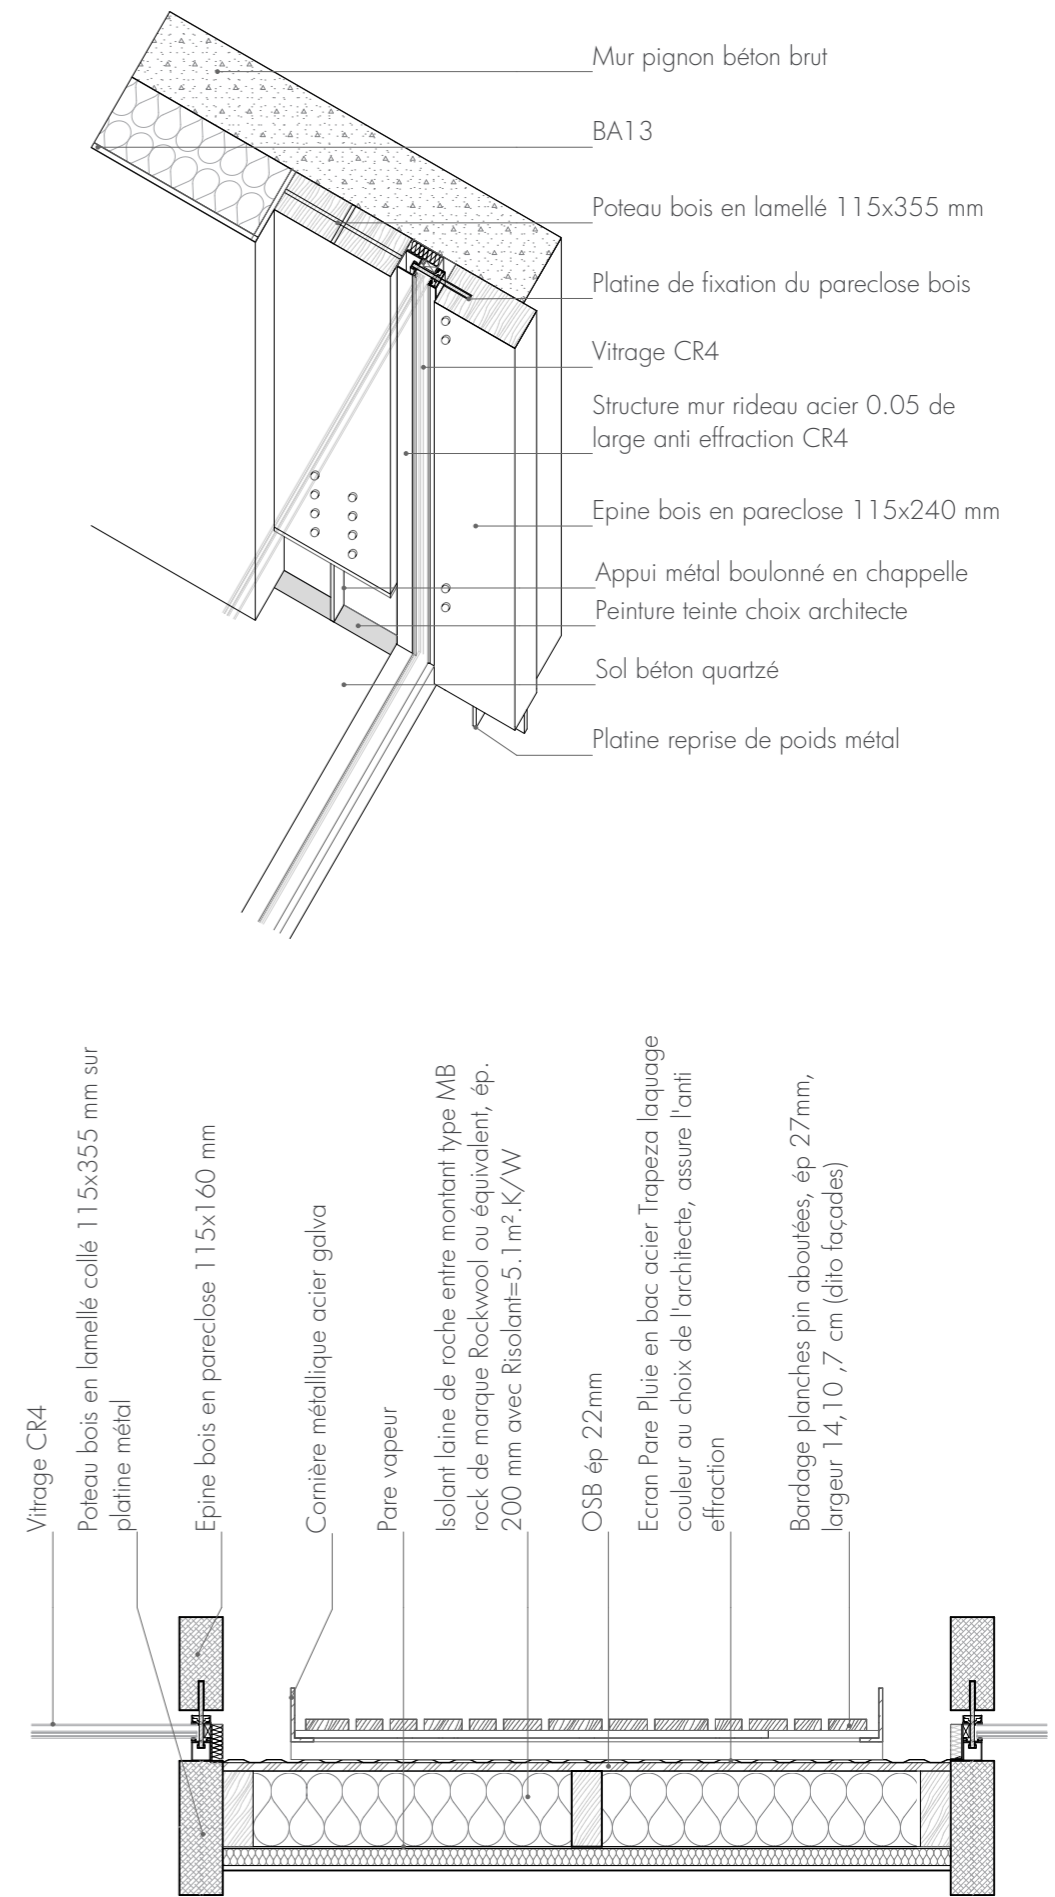 Mur pignon béton brut
BA13
Poteau bois en lamellé 115x355 mm
Platine de fixation du pareclose bois
Vitrage CR4
Structure mur rideau acier 0.05 de
large anti effraction CR4
Epine bois en pareclose 115x240 mm
Appui métal boulonné en chappelle
Peinture teinte choix architecte
Sol béton quartzé
Platine reprise de poids métal
Vitrage CR4
Poteau bois en lamellé collé 115x355 mm sur
platine métal
Epine bois en pareclose 115x160 mm
Cornière métallique acier galva
Pare vapeur
Isolant laine de roche entre montant type MB
rock de marque Rockwool ou équivalent, ép.
200 mm avec Risolant=5.1m².K/W
OSB ép 22mm
Ecran Pare Pluie en bac acier Trapeza laquage
couleur au choix de l'architecte, assure l'anti
effraction
Bardage planches pin aboutées, ép 27mm,
largeur 14,10 ,7 cm (dito façades)